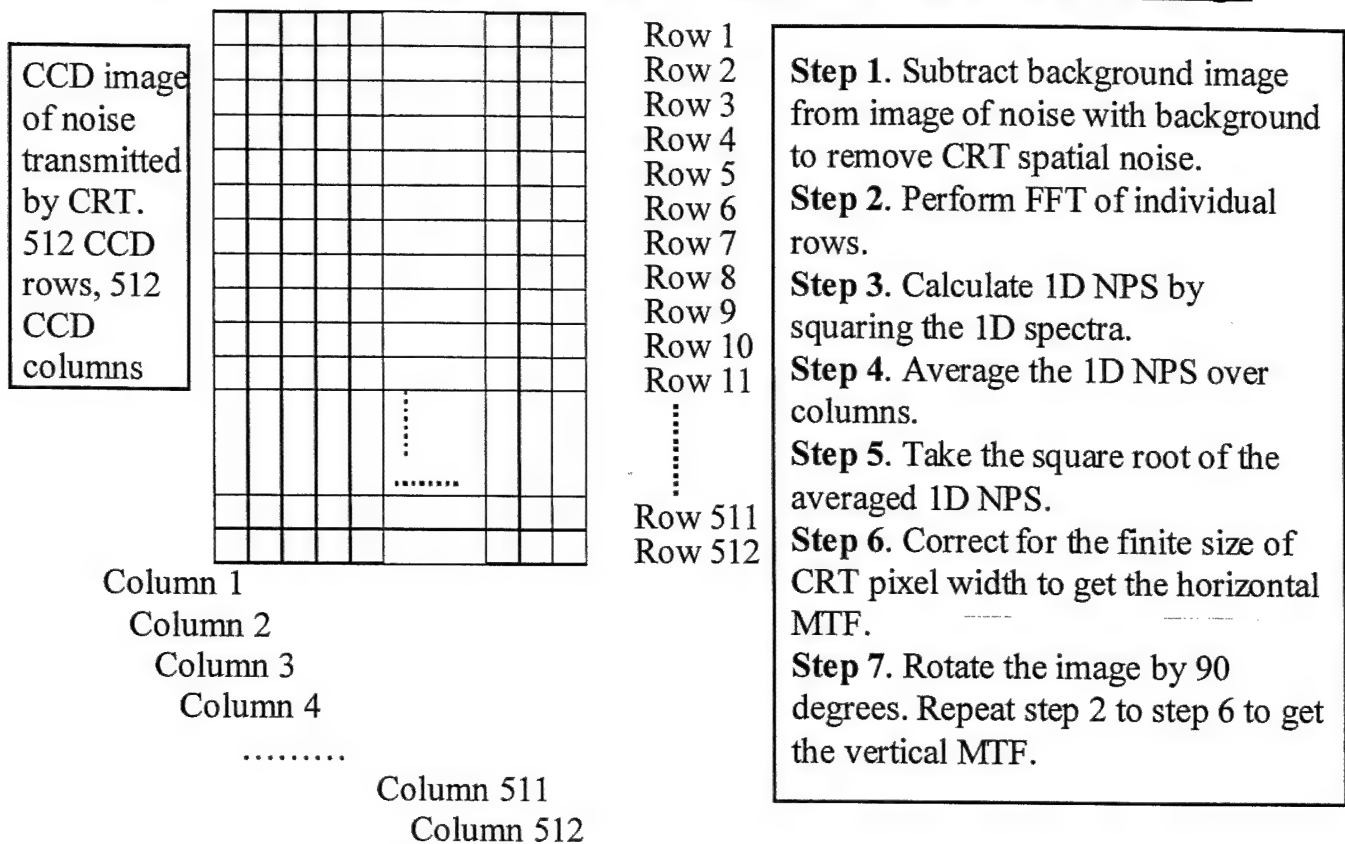 CCD image
of noise
transmitted
by CRT.
512 CCD
rows, 512
CCD
columns
Row 1
Row 2
Row 3
Row 4
Row 5
Row 6
Row 7
Row 8
Row 9
Row 10
Row 11
Row 511
Row 512
Column 1
Column 2
Column 3
Column 4
.........
Column 511
Column 512
Step 1. Subtract background image
from image of noise with background
to remove CRT spatial noise.
Step 2. Perform FFT of individual
rows.
Step 3. Calculate 1D NPS by
squaring the 1D spectra.
Step 4. Average the 1D NPS over
columns.
Step 5. Take the square root of the
averaged 1D NPS.
Step 6. Correct for the finite size of
CRT pixel width to get the horizontal
MTF.
Step 7. Rotate the image by 90
degrees. Repeat step 2 to step 6 to get
the vertical MTF.